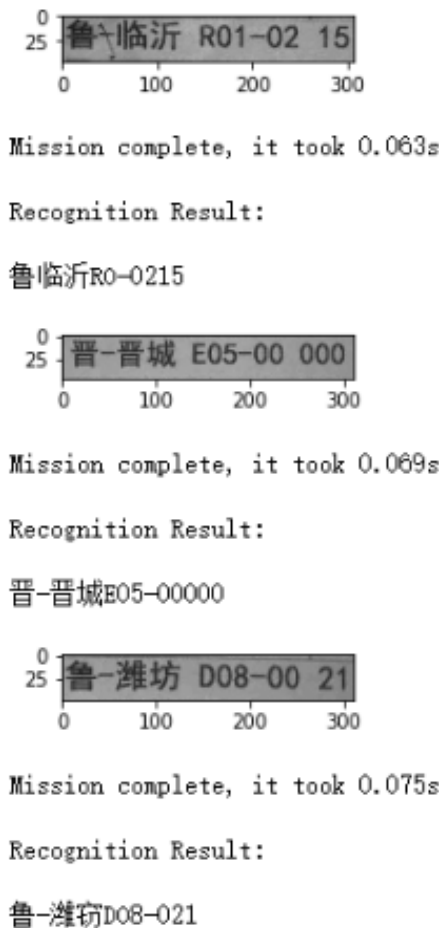 0
25
鲁-临沂 R01-02 15
0 100 200 300
Mission complete, it took 0.063s
Recognition Result:
鲁临沂R0-0215
0
25
晋-晋城 E05-00 000
0 100 200 300
Mission complete, it took 0.069s
Recognition Result:
晋-晋城E05-00000
0
25
鲁-潍坊 D08-00 21
0 100 200 300
Mission complete, it took 0.075s
Recognition Result:
鲁-潍窃D08-021